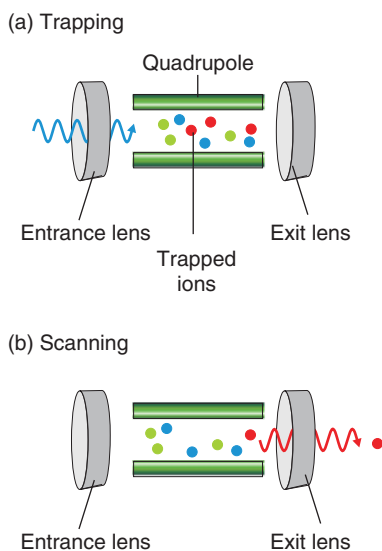 (a) Trapping
Quadrupole
Entrance lens
Exit lens
Trapped
ions
(b) Scanning
Entrance lens
Exit lens